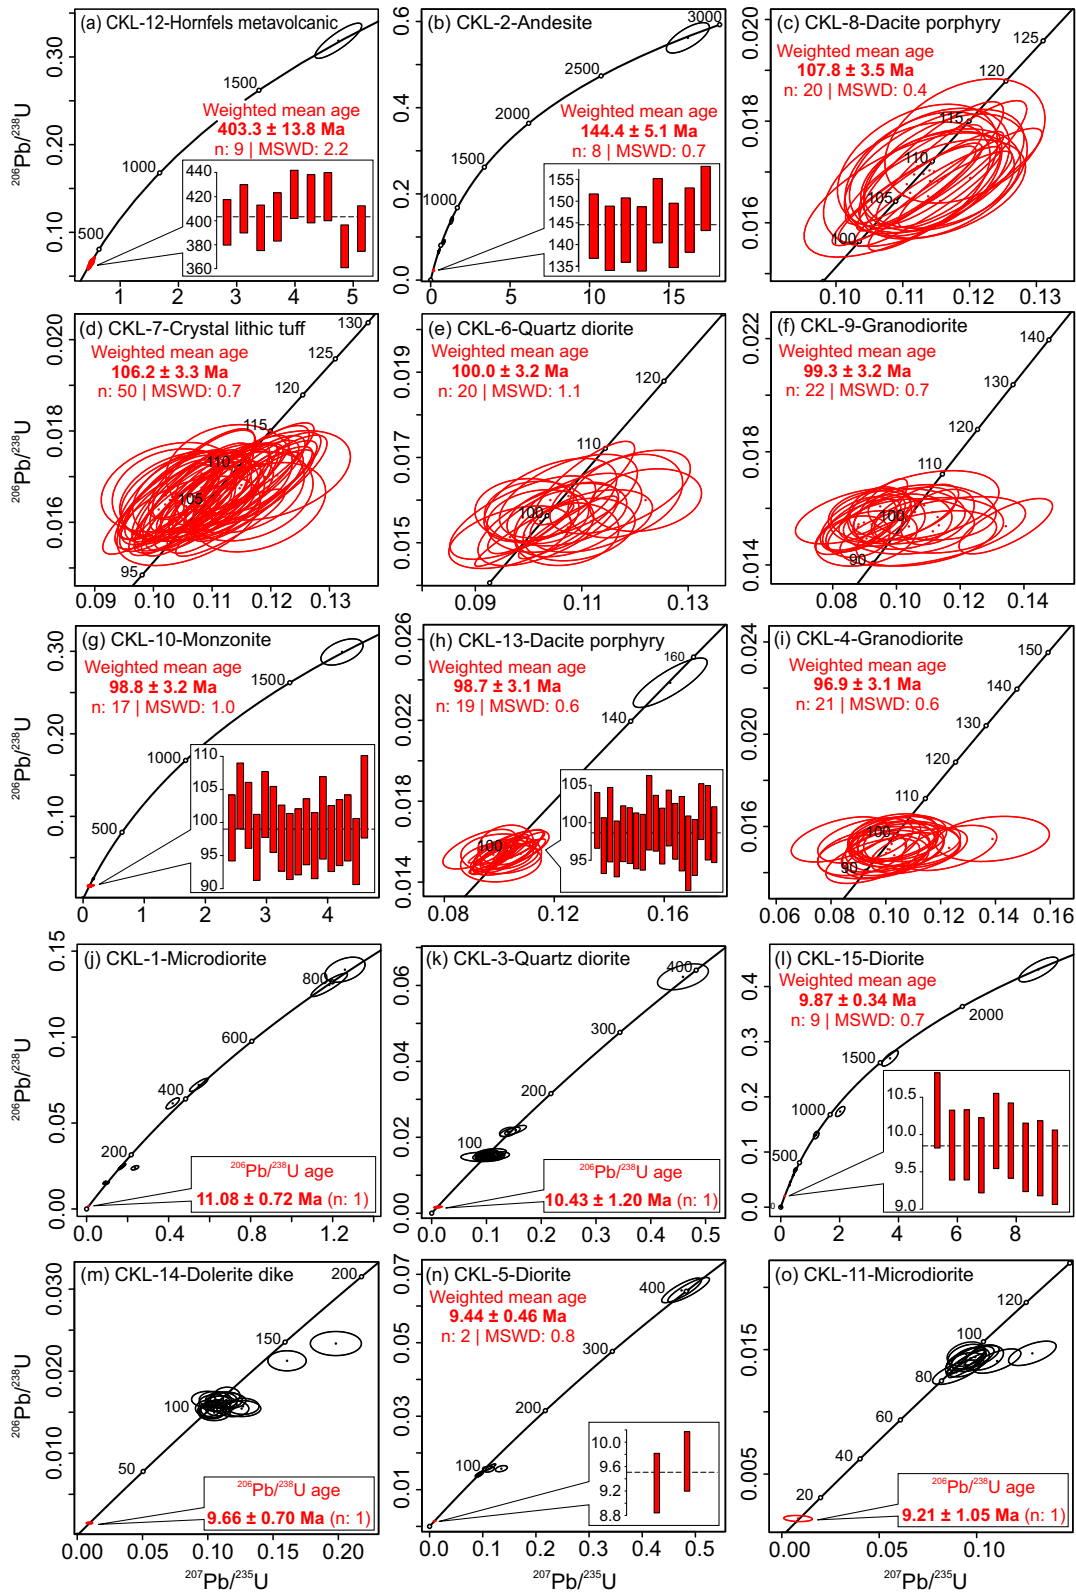 (a) CKL-12-Hornfels metavolcanic
Weighted mean age
403.3 ± 13.8 Ma
n: 9 | MSWD: 2.2
500
1000
1500
440
420
400
380
360
0.10
0.20
0.30
1 2 3 4 5
206Pb/238U
(b) CKL-2-Andesite
Weighted mean age
144.4 ± 5.1 Ma
n: 8 | MSWD: 0.7
1000
1500
2000
2500
3000
155
150
145
140
135
0.0
0.2
0.4
0.6
0 5 10 15
(c) CKL-8-Dacite porphyry
Weighted mean age
107.8 ± 3.5 Ma
n: 20 | MSWD: 0.4
100
105
110
115
120
125
0.016
0.018
0.020
0.10 0.11 0.12 0.13
(d) CKL-7-Crystal lithic tuff
Weighted mean age
106.2 ± 3.3 Ma
n: 50 | MSWD: 0.7
95
105
110
115
120
125
130
0.016
0.018
0.020
0.09 0.10 0.11 0.12 0.13
206Pb/238U
(e) CKL-6-Quartz diorite
Weighted mean age
100.0 ± 3.2 Ma
n: 20 | MSWD: 1.1
100
110
120
0.015
0.017
0.019
0.09 0.11 0.13
(f) CKL-9-Granodiorite
Weighted mean age
99.3 ± 3.2 Ma
n: 22 | MSWD: 0.7
90
100
110
120
130
140
0.014
0.018
0.022
0.08 0.10 0.12 0.14
(g) CKL-10-Monzonite
Weighted mean age
98.8 ± 3.2 Ma
n: 17 | MSWD: 1.0
500
1000
1500
110
105
100
95
90
0.10
0.20
0.30
0 1 2 3 4
206Pb/238U
(h) CKL-13-Dacite porphyry
Weighted mean age
98.7 ± 3.1 Ma
n: 19 | MSWD: 0.6
100
140
160
105
100
95
0.014
0.018
0.022
0.026
0.08 0.12 0.16
(i) CKL-4-Granodiorite
Weighted mean age
96.9 ± 3.1 Ma
n: 21 | MSWD: 0.6
90
100
110
120
130
140
150
0.016
0.020
0.024
0.06 0.08 0.10 0.12 0.14 0.16
(j) CKL-1-Microdiorite
200
400
600
800
206Pb/238U age
11.08 ± 0.72 Ma (n: 1)
0.00
0.05
0.10
0.15
0.0 0.2 0.4 0.6 0.8 1.0 1.2
206Pb/238U
(k) CKL-3-Quartz diorite
100
200
300
400
206Pb/238U age
10.43 ± 1.20 Ma (n: 1)
0.00
0.02
0.04
0.06
0.0 0.1 0.2 0.3 0.4 0.5
(l) CKL-15-Diorite
Weighted mean age
9.87 ± 0.34 Ma
n: 9 | MSWD: 0.7
0
500
1000
1500
2000
10.5
10.0
9.5
9.0
0.0
0.1
0.2
0.3
0.4
0 2 4 6 8
(m) CKL-14-Dolerite dike
50
100
150
200
206Pb/238U age
9.66 ± 0.70 Ma (n: 1)
0.010
0.020
0.030
0.00 0.05 0.10 0.15 0.20
206Pb/238U
207Pb/235U
(n) CKL-5-Diorite
Weighted mean age
9.44 ± 0.46 Ma
n: 2 | MSWD: 0.8
100
200
300
400
10.0
9.6
9.2
8.8
0.01
0.03
0.05
0.07
0.0 0.1 0.2 0.3 0.4 0.5
207Pb/235U
(o) CKL-11-Microdiorite
20
40
60
80
100
120
206Pb/238U age
9.21 ± 1.05 Ma (n: 1)
0.005
0.015
0.00 0.05 0.10
207Pb/235U